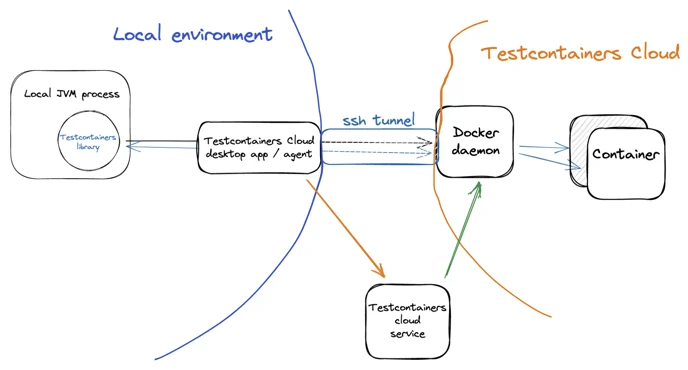 Local environment
Testcontainers Cloud
Local JVM process
Testcontainers
library
Testcontainers Cloud
desktop app / agent
ssh tunnel
Docker
daemon
Container
Testcontainers
cloud
service